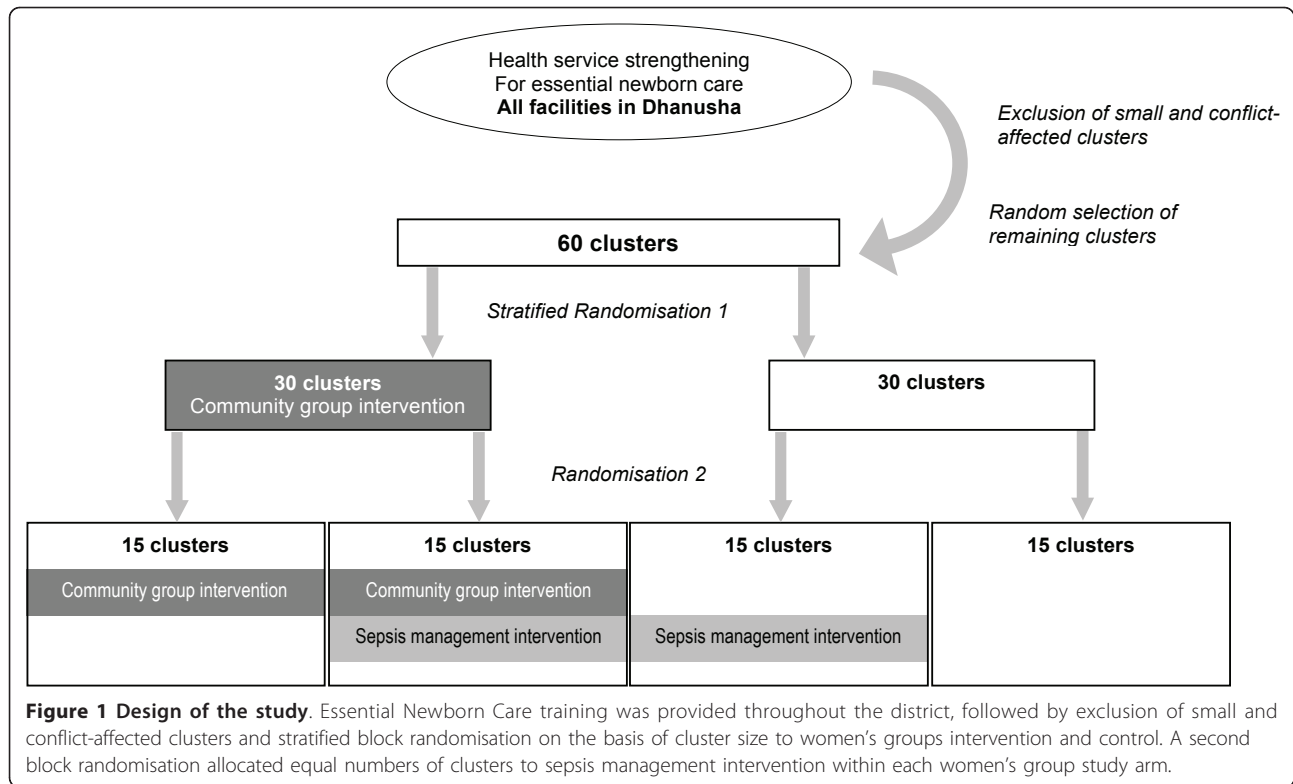 Health service strengthening
For essential newborn care
All facilities in Dhanusha
Exclusion of small and conflict-
affected clusters
Random selection of
remaining clusters
60 clusters
Stratified Randomisation 1
30 clusters
Community group intervention
30 clusters
Randomisation 2
15 clusters
Community group intervention
15 clusters
Community group intervention
Sepsis management intervention
15 clusters
Sepsis management intervention
15 clusters
Figure 1 Design of the study. Essential Newborn Care training was provided throughout the district, followed by exclusion of small and
conflict-affected clusters and stratified block randomisation on the basis of cluster size to women's groups intervention and control. A second
block randomisation allocated equal numbers of clusters to sepsis management intervention within each women's group study arm.